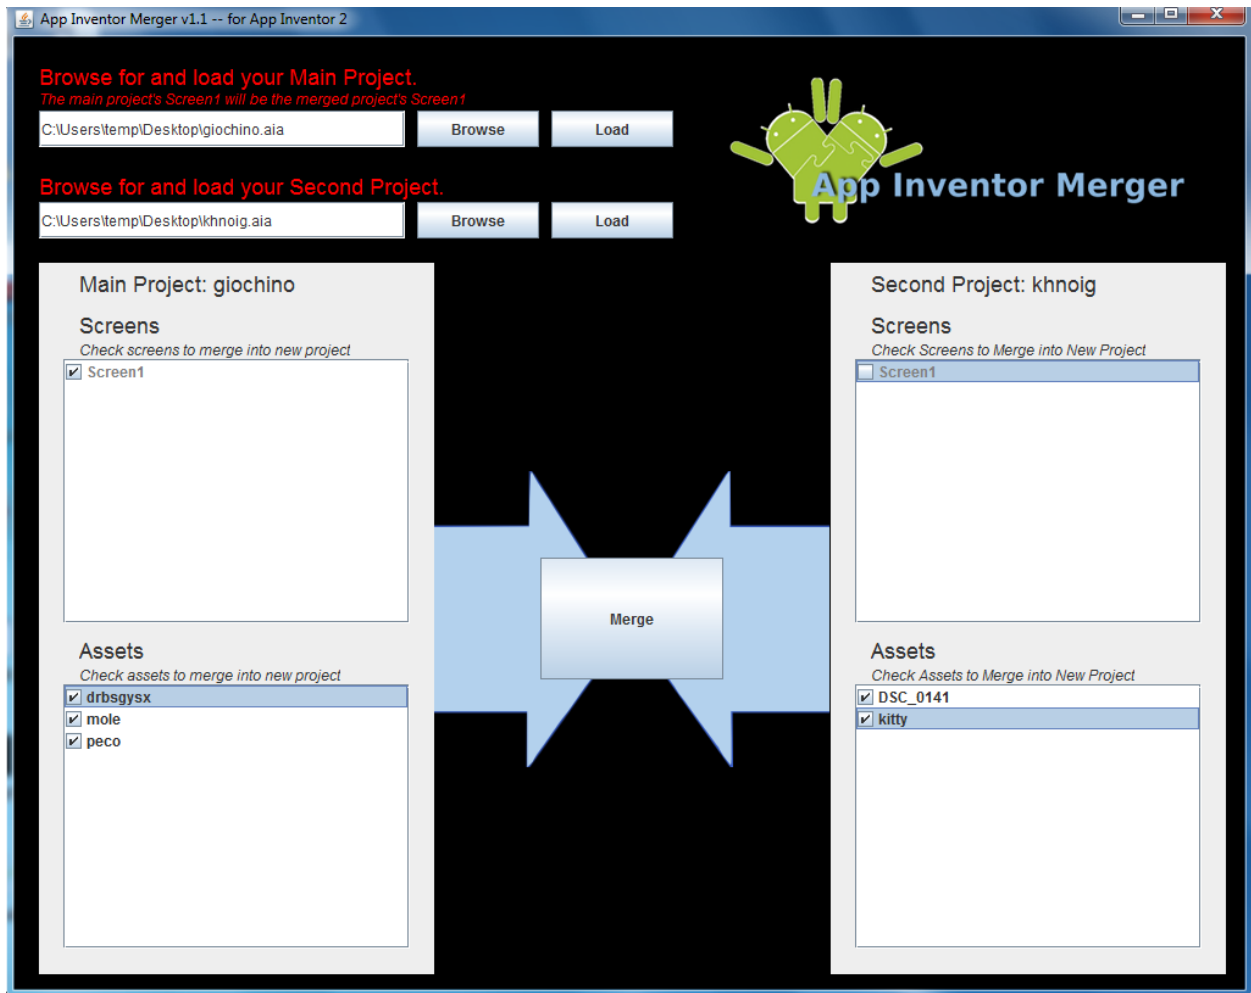 App Inventor Merger v1.1 -- for App Inventor 2
Browse for and load your Main Project.
The main project's Screen1 will be the merged project's Screen1
C:\Users\temp\Desktop\giochino.aia
Browse
Load
App Inventor Merger
Browse for and load your Second Project.
C:\Users\temp\Desktop\khnoig.aia
Browse
Load
Main Project: giochino
Screens
Check screens to merge into new project
Screen1
Assets
Check assets to merge into new project
drbsgysx
mole
peco
Merge
Second Project: khnoig
Screens
Check Screens to Merge into New Project
Screen1
Assets
Check Assets to Merge into New Project
DSC_0141
kitty